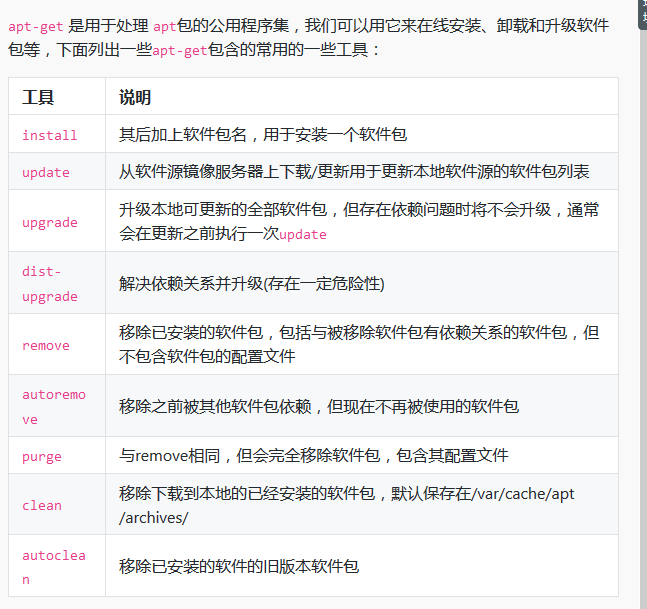 apt-get 是用于处理 apt包的公用程序集，我们可以用它来在线安装、卸载和升级软件
包等，下面列出一些apt-get包含的常用的一些工具：
工具 说明
install 其后加上软件包名，用于安装一个软件包
update 从软件源镜像服务器上下载/更新用于更新本地软件源的软件包列表
upgrade 升级本地可更新的全部软件包，但存在依赖问题时将不会升级，通常
会在更新之前执行一次update
dist-
upgrade 解决依赖关系并升级(存在一定危险性)
remove 移除已安装的软件包，包括与被移除软件包有依赖关系的软件包，但
不包含软件包的配置文件
autoremo
ve 移除之前被其他软件包依赖，但现在不再被使用的软件包
purge 与remove相同，但会完全移除软件包，包含其配置文件
clean 移除下载到本地的已经安装的软件包，默认保存在/var/cache/apt
/archives/
autoclea
n 移除已安装的软件的旧版本软件包